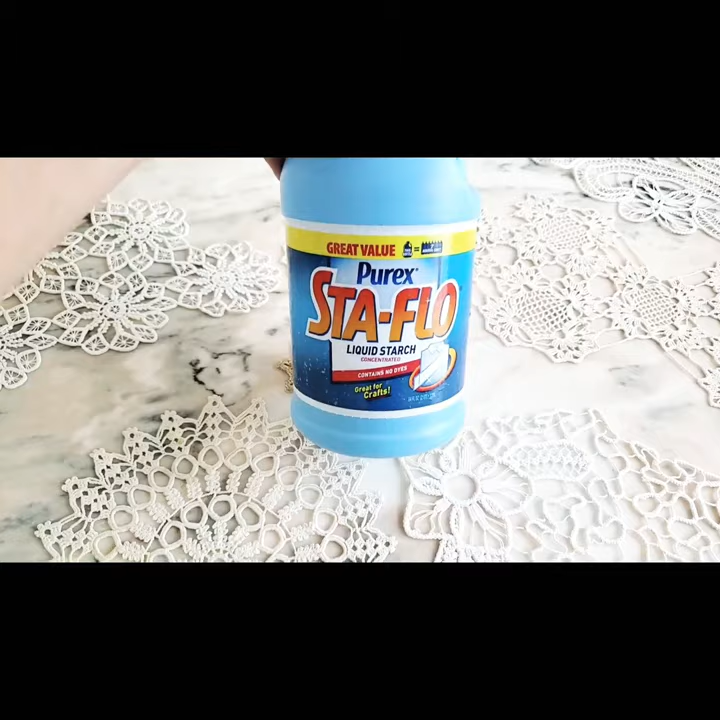 GREAT VALUE
Purex
STA-FLO
LIQUID STARCH
CONCENTRATED
CONTAINS NO DYES
Great for
Crafts!